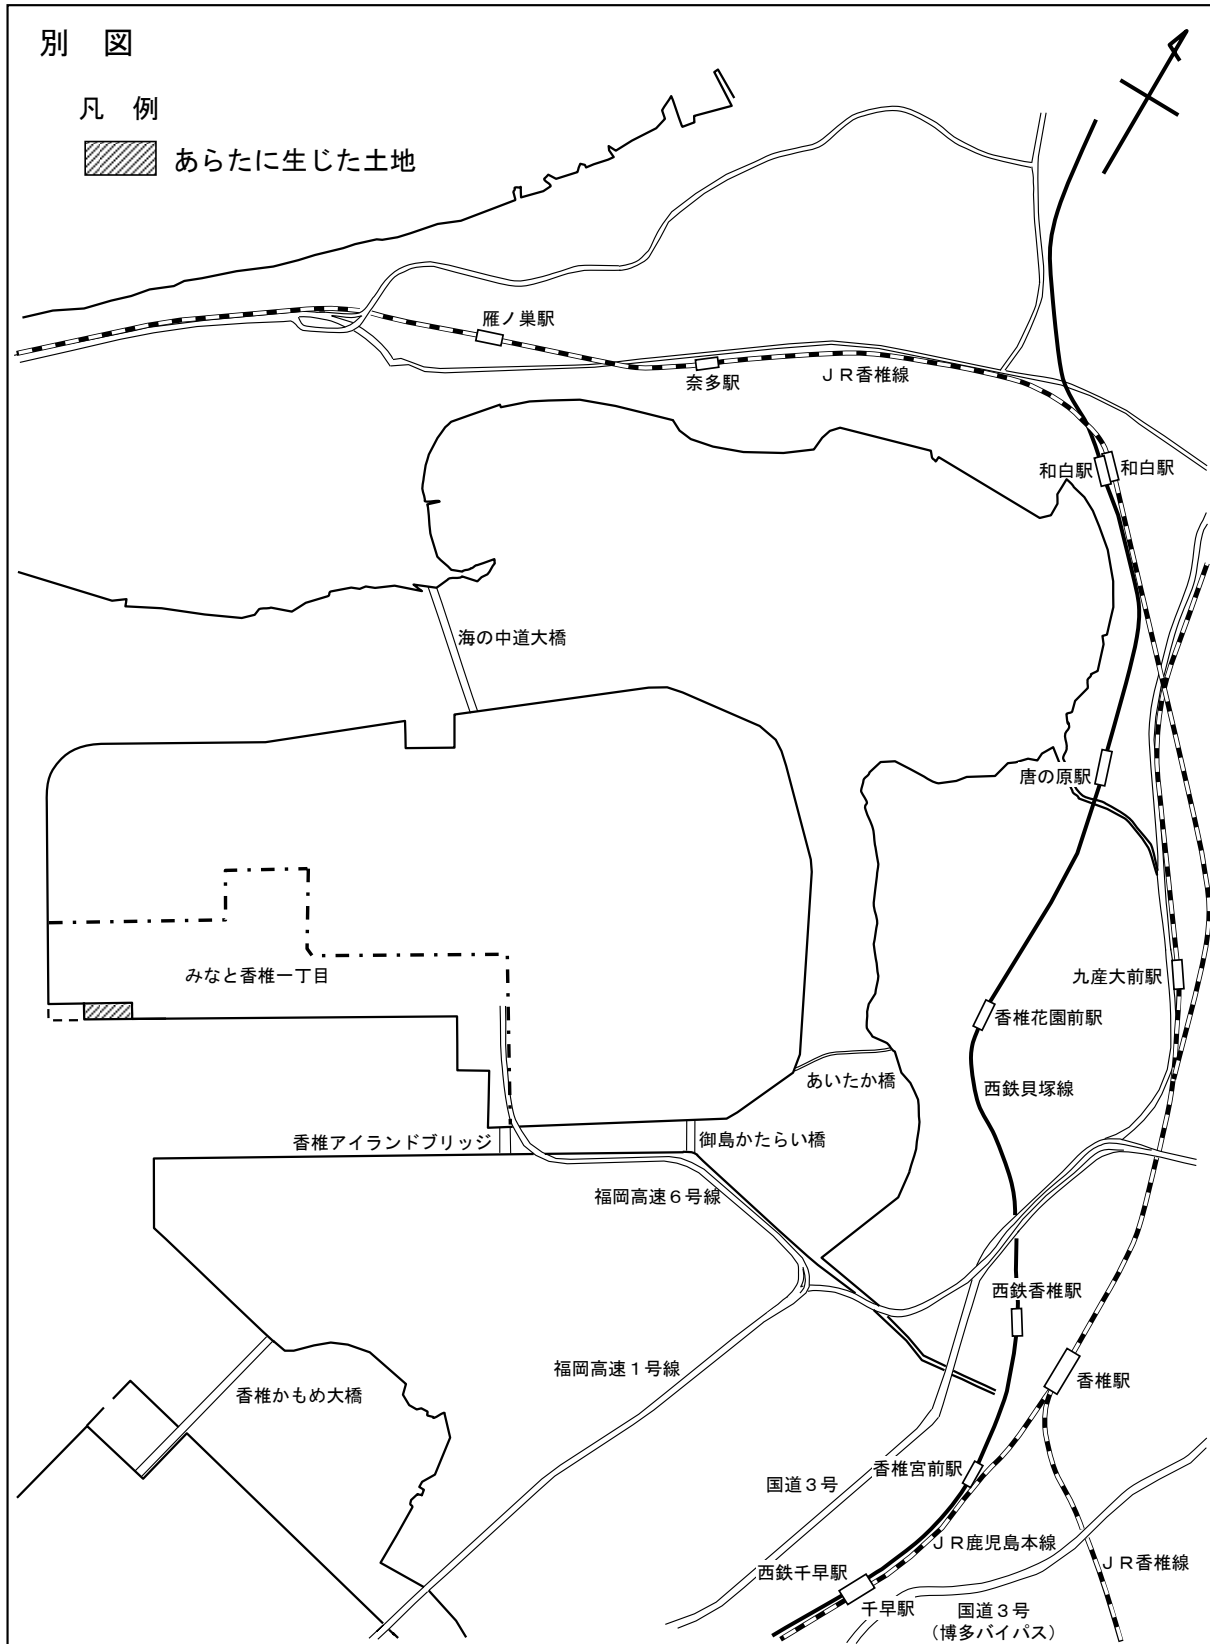 別　図
凡　例
あらたに生じた土地
雁ノ巣駅
奈多駅
ＪＲ香椎線
和白駅
和白駅
海の中道大橋
唐の原駅
みなと香椎一丁目
九産大前駅
香椎花園前駅
あいたか橋
西鉄貝塚線
香椎アイランドブリッジ
御島かたらい橋
福岡高速６号線
西鉄香椎駅
福岡高速１号線
香椎駅
香椎かもめ大橋
香椎宮前駅
国道３号
ＪＲ鹿児島本線
西鉄千早駅
ＪＲ香椎線
千早駅
国道３号
（博多バイパス）